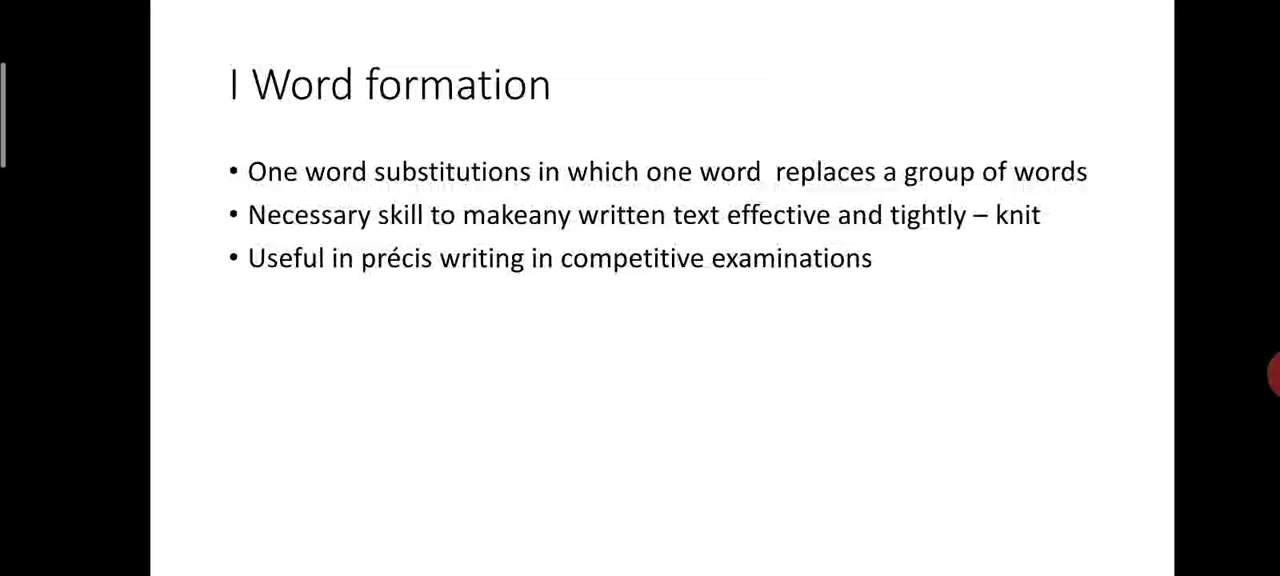 I Word formation
• One word substitutions in which one word  replaces a group of words
• Necessary skill to makeany written text effective and tightly – knit
• Useful in précis writing in competitive examinations